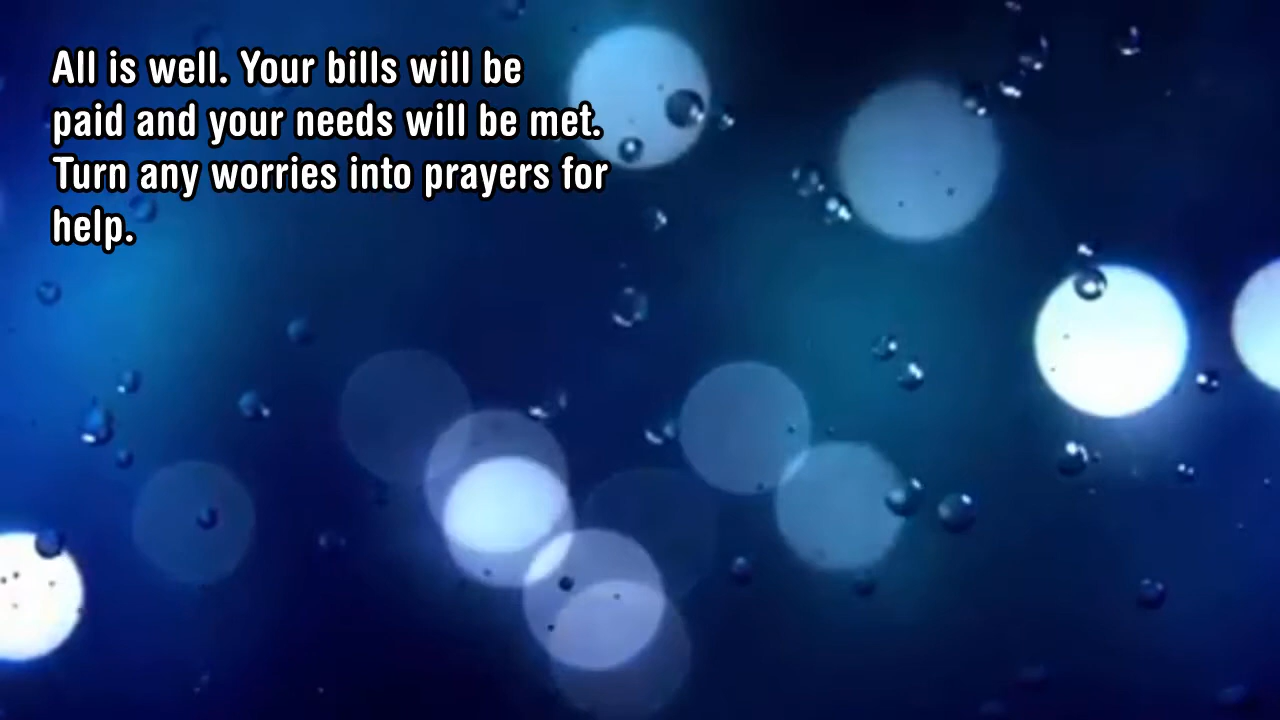 All is well. Your bills will be
paid and your needs will be met.
Turn any worries into prayers for
help.